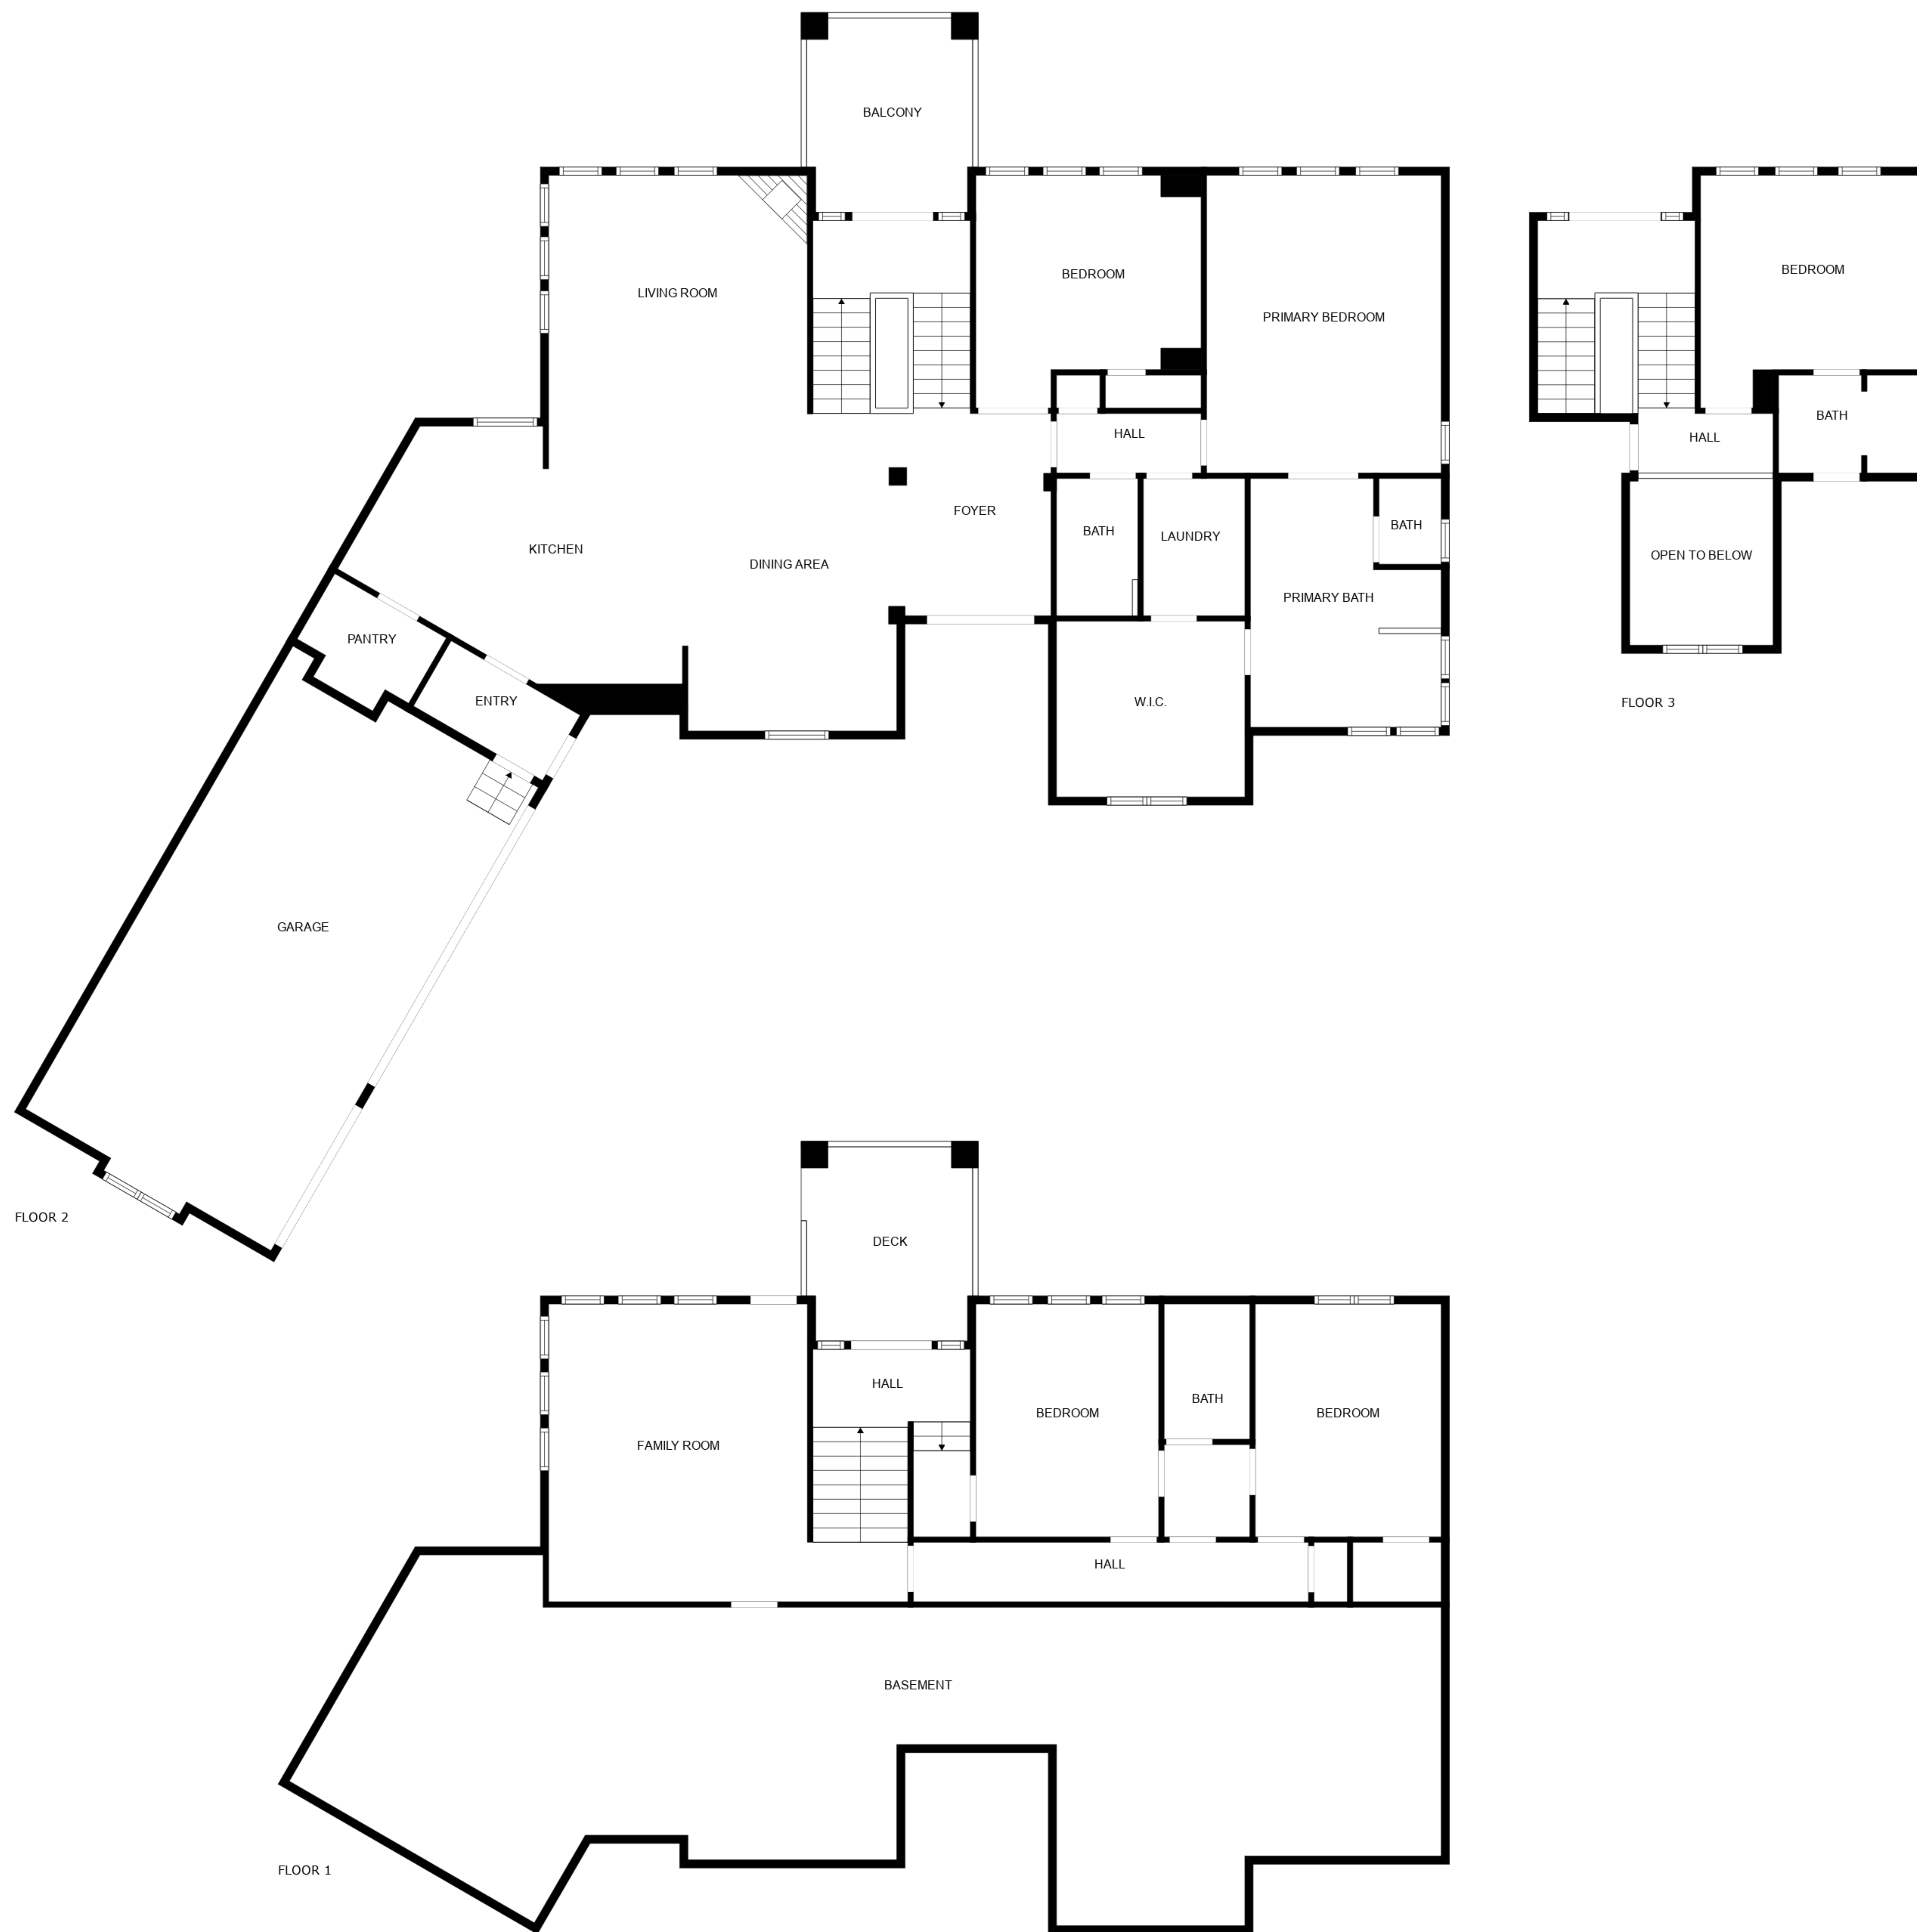 BALCONY
LIVING ROOM
BEDROOM
PRIMARY BEDROOM
HALL
FOYER
BATH
LAUNDRY
BATH
KITCHEN
DINING AREA
PRIMARY BATH
PANTRY
ENTRY
W.I.C.
GARAGE
FLOOR 2
BEDROOM
BATH
HALL
OPEN TO BELOW
FLOOR 3
DECK
HALL
BEDROOM
BATH
BEDROOM
FAMILY ROOM
HALL
BASEMENT
FLOOR 1